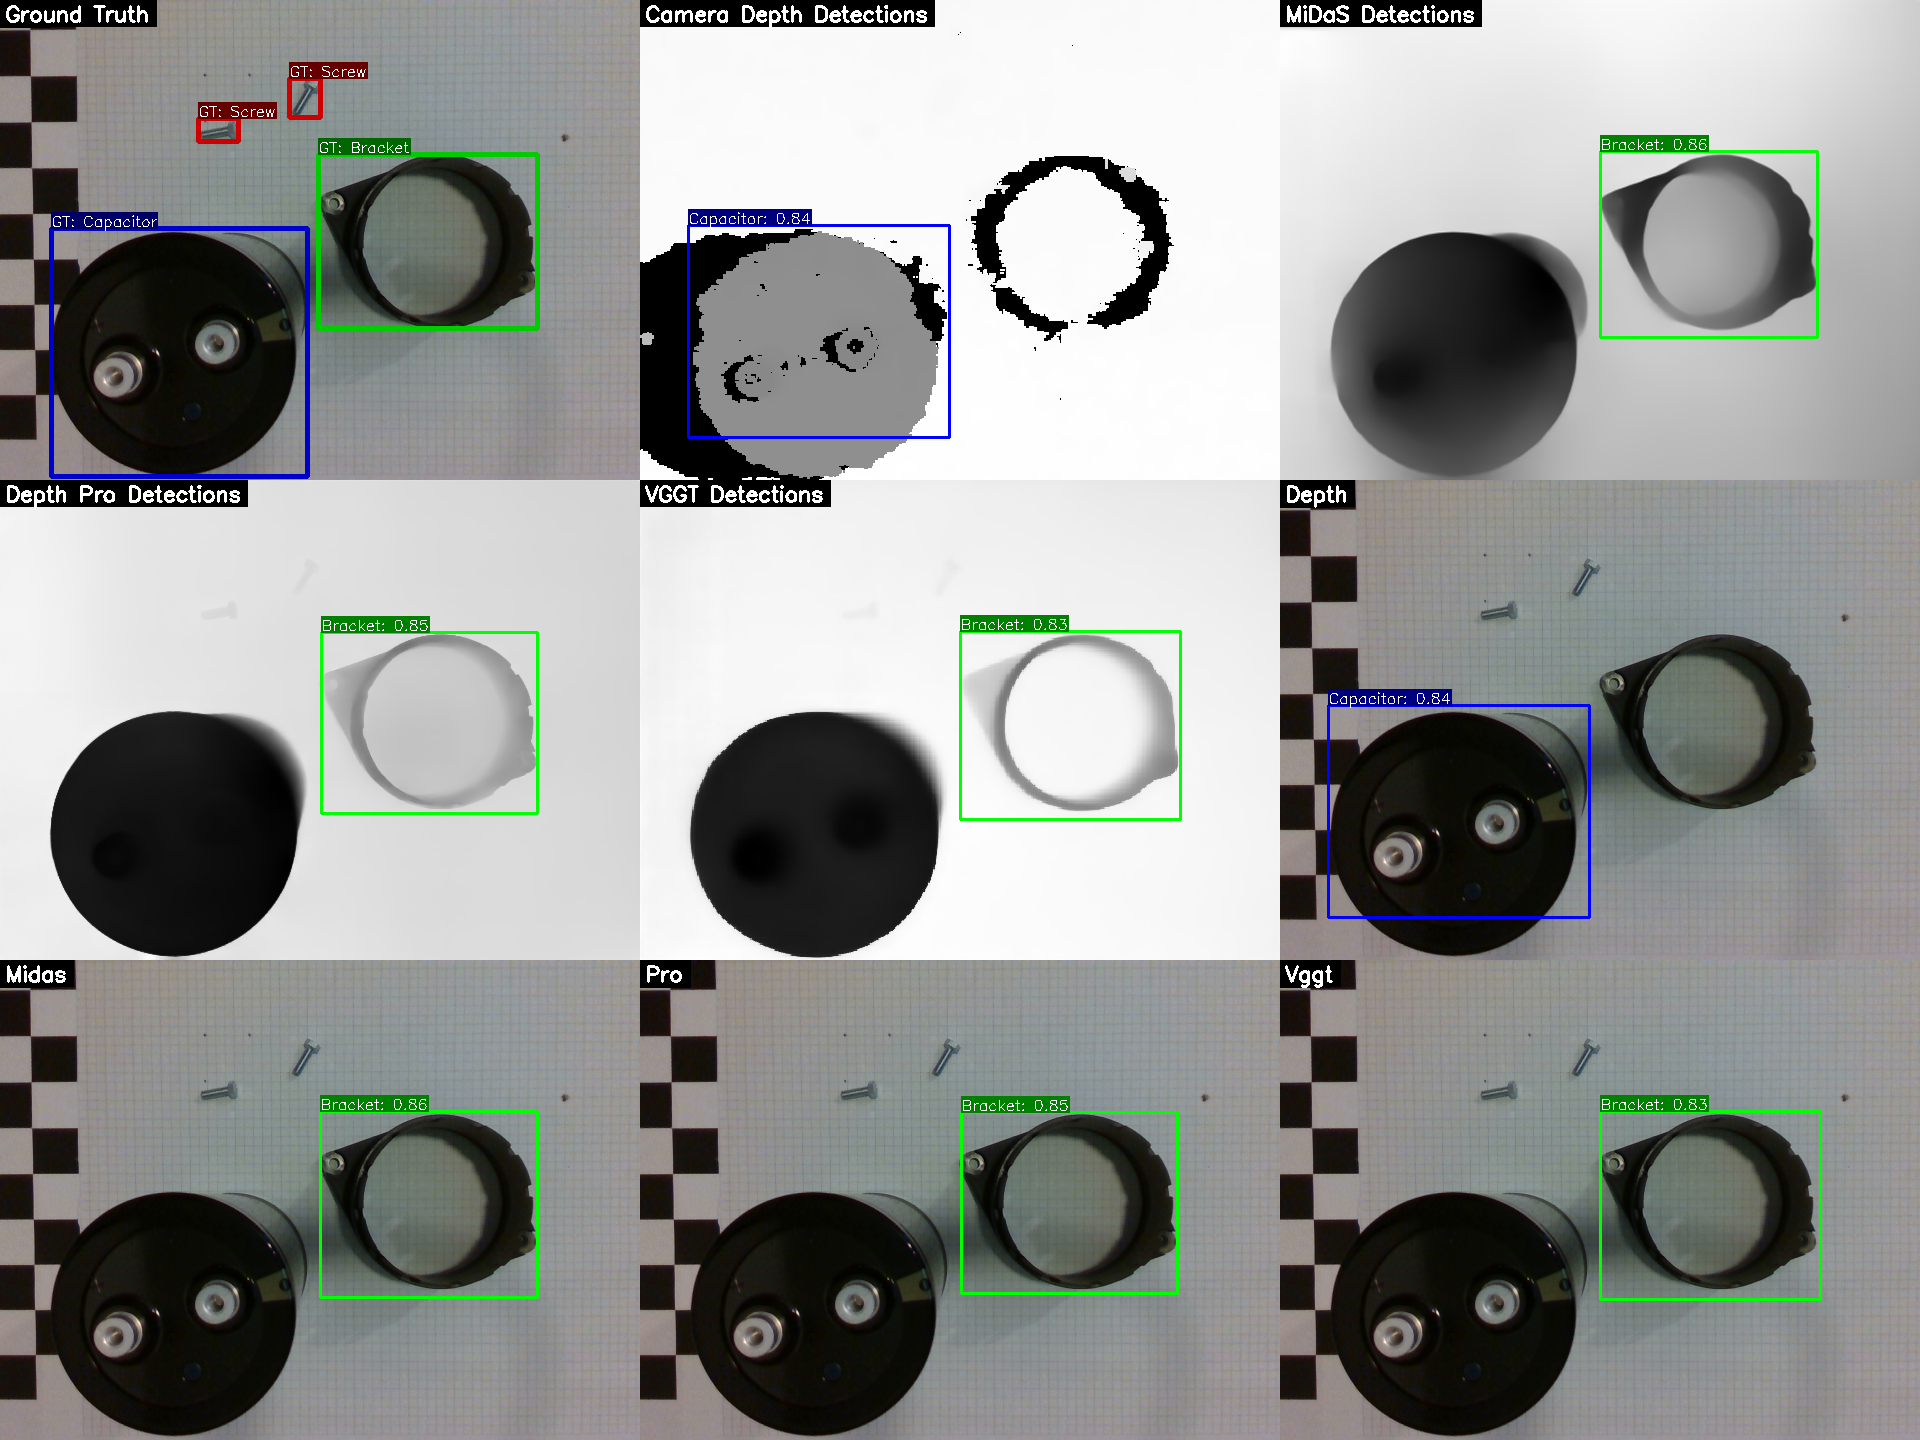 Ground Truth
GT: Screw
GT: Screw
GT: Bracket
GT: Capacitor
Camera Depth Detections
Capacitor: 0.84
MiDaS Detections
Bracket: 0.86
Depth Pro Detections
Bracket: 0.85
VGGT Detections
Bracket: 0.83
Depth
Capacitor: 0.84
Midas
Bracket: 0.86
Pro
Bracket: 0.85
Vggt
Bracket: 0.83